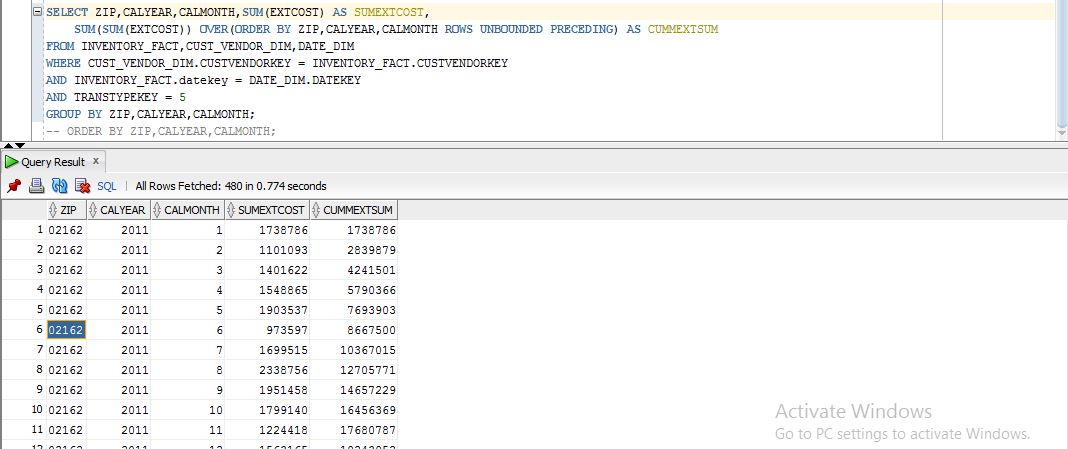 SELECT ZIP,CALYEAR,CALMONTH,SUM(EXTCOST) AS SUMEXTCOST,
SUM(SUM(EXTCOST)) OVER(ORDER BY ZIP,CALYEAR,CALMONTH ROWS UNBOUNDED PRECEDING) AS CUMMEXTSUM
FROM INVENTORY_FACT,CUST_VENDOR_DIM,DATE_DIM
WHERE CUST_VENDOR_DIM.CUSTVENDORKEY = INVENTORY_FACT.CUSTVENDORKEY
AND INVENTORY_FACT.datekey = DATE_DIM.DATEKEY
AND TRANSTYPEKEY = 5
GROUP BY ZIP,CALYEAR,CALMONTH;
-- ORDER BY ZIP,CALYEAR,CALMONTH;
Query Result x
SQL | All Rows Fetched: 480 in 0.774 seconds
ZIP CALYEAR CALMONTH SUMEXTCOST CUMMEXTSUM
1 02162 2011 1 1738786 1738786
2 02162 2011 2 1101093 2839879
3 02162 2011 3 1401622 4241501
4 02162 2011 4 1548865 5790366
5 02162 2011 5 1903537 7693903
6 02162 2011 6 973597 8667500
7 02162 2011 7 1699515 10367015
8 02162 2011 8 2338756 12705771
9 02162 2011 9 1951458 14657229
10 02162 2011 10 1799140 16456369
11 02162 2011 11 1224418 17680787
Activate Windows
Go to PC settings to activate Windows.